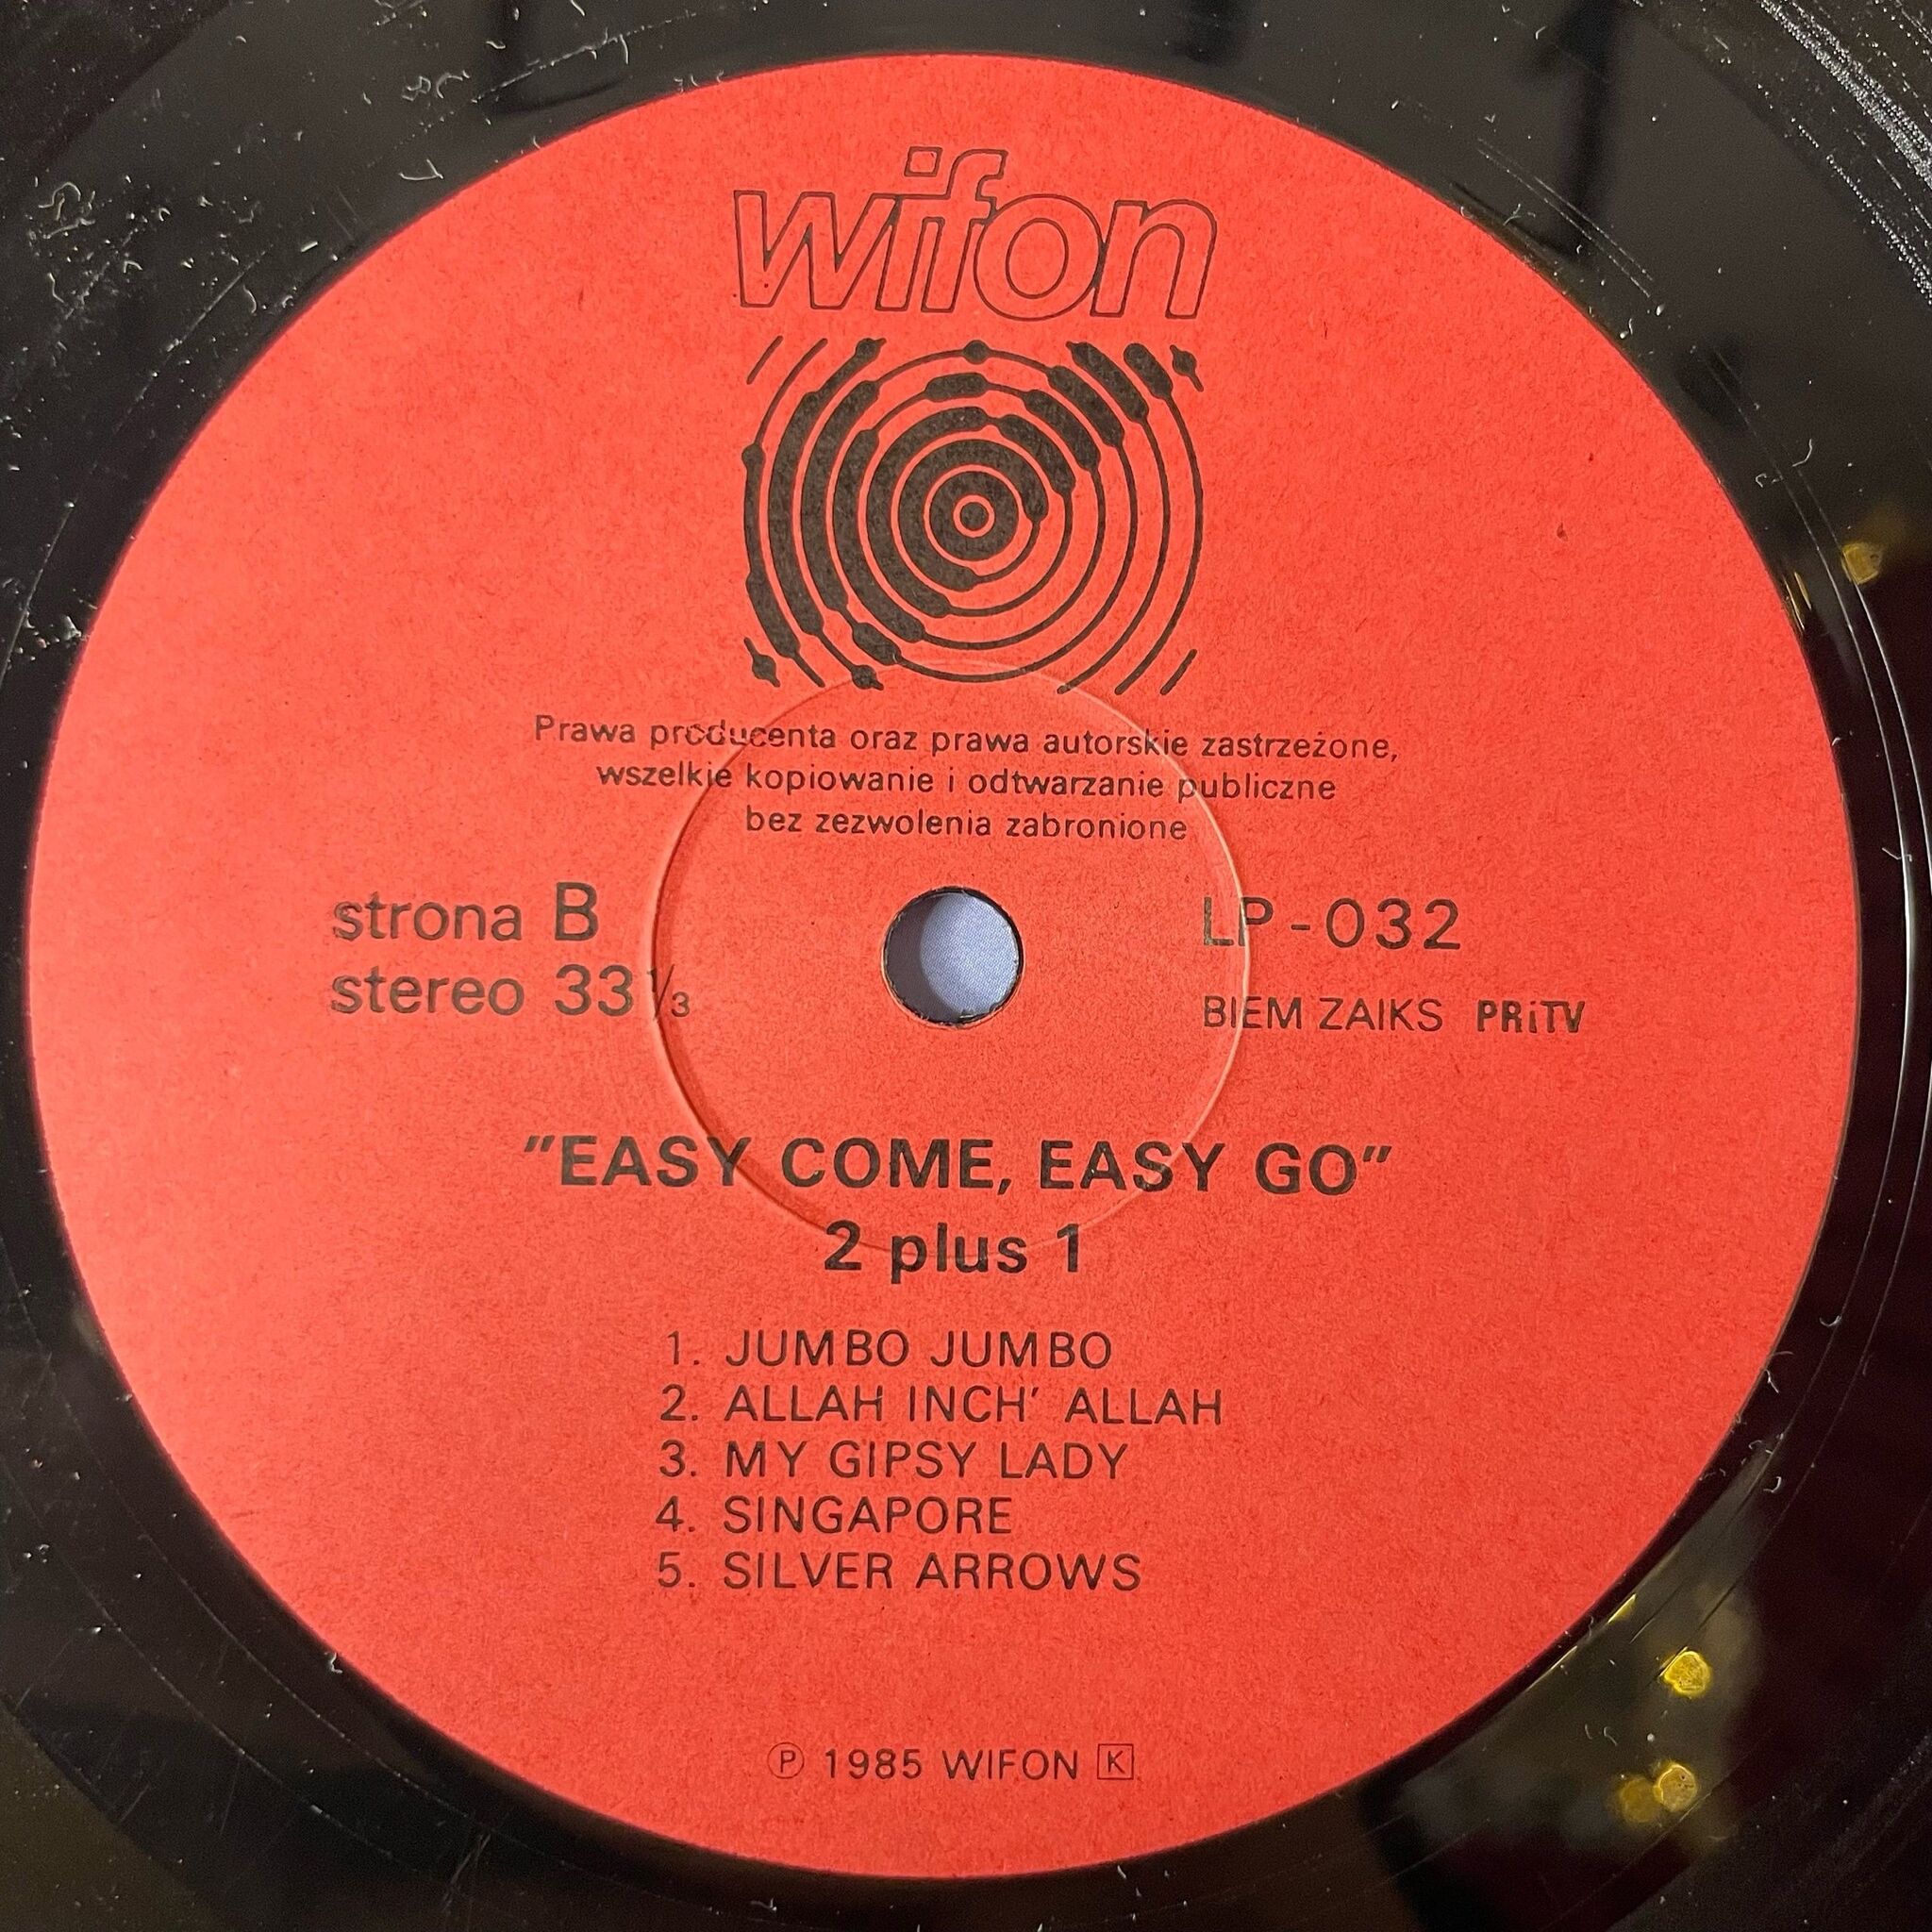 wifon
Prawa producenta oraz prawa autorskie zastrzeżone,
wszelkie kopiowanie i odtwarzanie publiczne
bez zezwolenia zabronione
strona B
stereo 33 1/3
LP-032
BIEM ZAIKS PRiTV
"EASY COME, EASY GO"
2 plus 1
1. JUMBO JUMBO
2. ALLAH INCH' ALLAH
3. MY GIPSY LADY
4. SINGAPORE
5. SILVER ARROWS
Ⓟ 1985 WIFON K